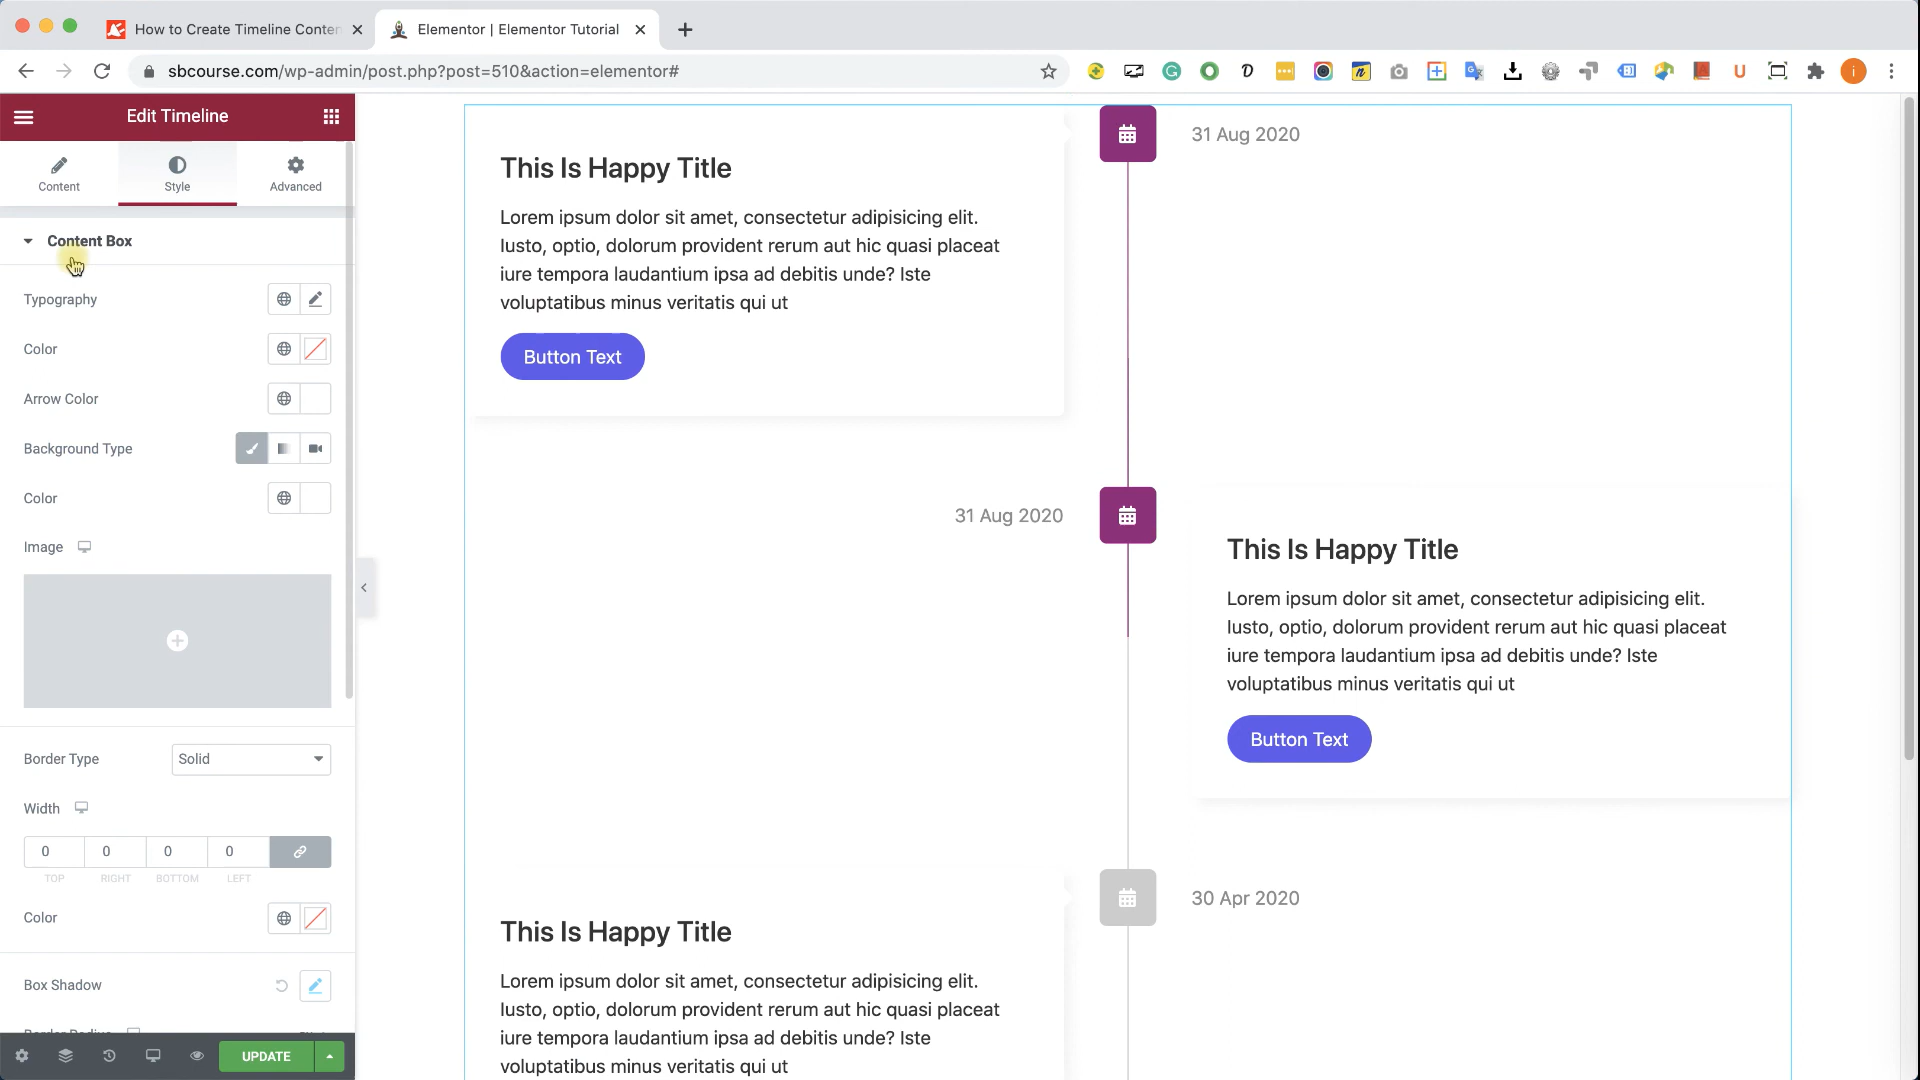 How to Create Timeline Conten
Elementor | Elementor Tutorial
sbcourse.com/wp-admin/post.php?post=510&action=elementor#
Edit Timeline
Content
Style
Advanced
Content Box
Typography
Color
Arrow Color
Background Type
Color
Image
Border Type
Solid
Width
0 0 0 0
TOP RIGHT BOTTOM LEFT
Color
Box Shadow
UPDATE
This Is Happy Title
Lorem ipsum dolor sit amet, consectetur adipisicing elit.
Iusto, optio, dolorum provident rerum aut hic quasi placeat
iure tempora laudantium ipsa ad debitis unde? Iste
voluptatibus minus veritatis qui ut
Button Text
31 Aug 2020
31 Aug 2020
This Is Happy Title
Lorem ipsum dolor sit amet, consectetur adipisicing elit.
Iusto, optio, dolorum provident rerum aut hic quasi placeat
iure tempora laudantium ipsa ad debitis unde? Iste
voluptatibus minus veritatis qui ut
Button Text
30 Apr 2020
This Is Happy Title
Lorem ipsum dolor sit amet, consectetur adipisicing elit.
Iusto, optio, dolorum provident rerum aut hic quasi placeat
iure tempora laudantium ipsa ad debitis unde? Iste
voluptatibus minus veritatis qui ut